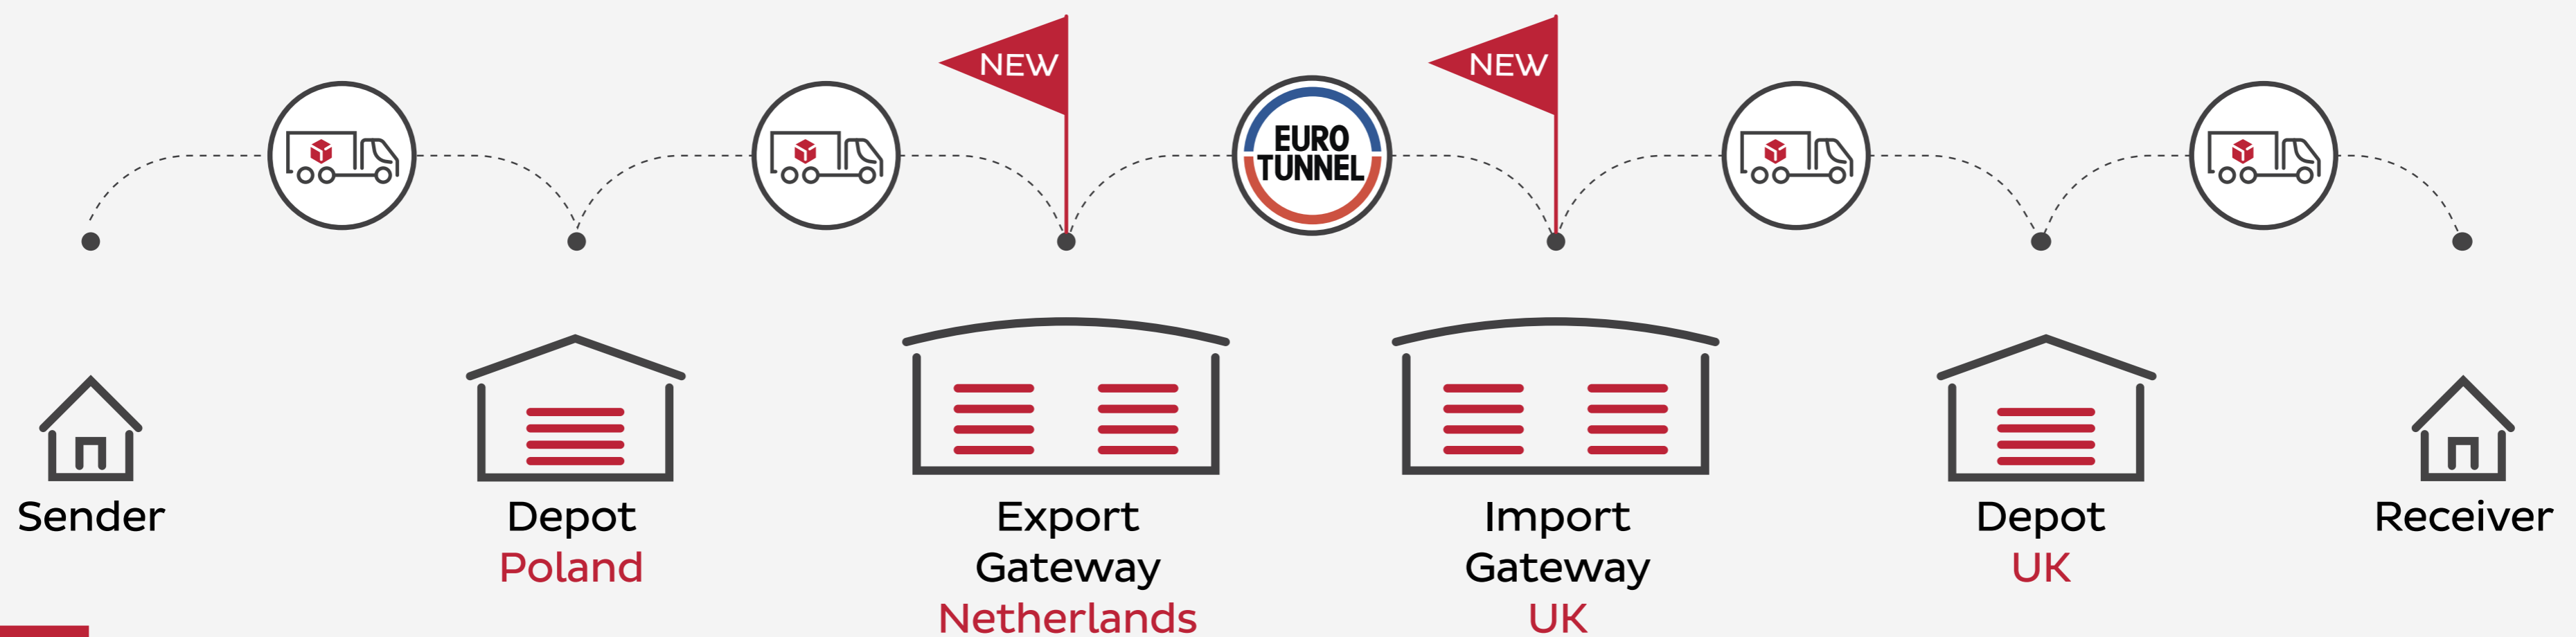 NEW
NEW
EURO
TUNNEL
Sender
Depot
Poland
Export
Gateway
Netherlands
Import
Gateway
UK
Depot
UK
Receiver